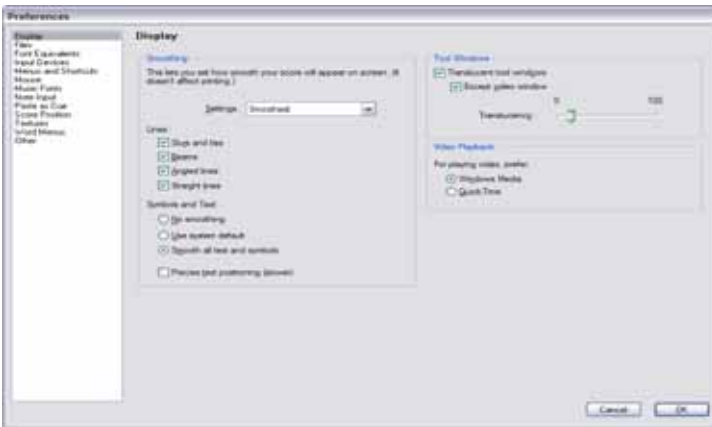 Preferences
Display
Files
Font Equivalents
Input Devices
Menus and Shortcuts
Mouse
Music Fonts
Note Input
Paste as Cue
Score Position
Textures
Word Menus
Other
Display
Smoothing
This lets you set how smooth your score will appear on screen. (It
doesn't affect printing.)
Settings: Smoothest
Lines
Slurs and ties
Beams
Angled lines
Straight lines
Symbols and Text
No smoothing
Use system default
Smooth all text and symbols
Precise text positioning (slower)
Tool Windows
Translucent tool windows
Except video window
0 100
Translucency:
Video Playback
For playing video, prefer:
Windows Media
QuickTime
Cancel OK